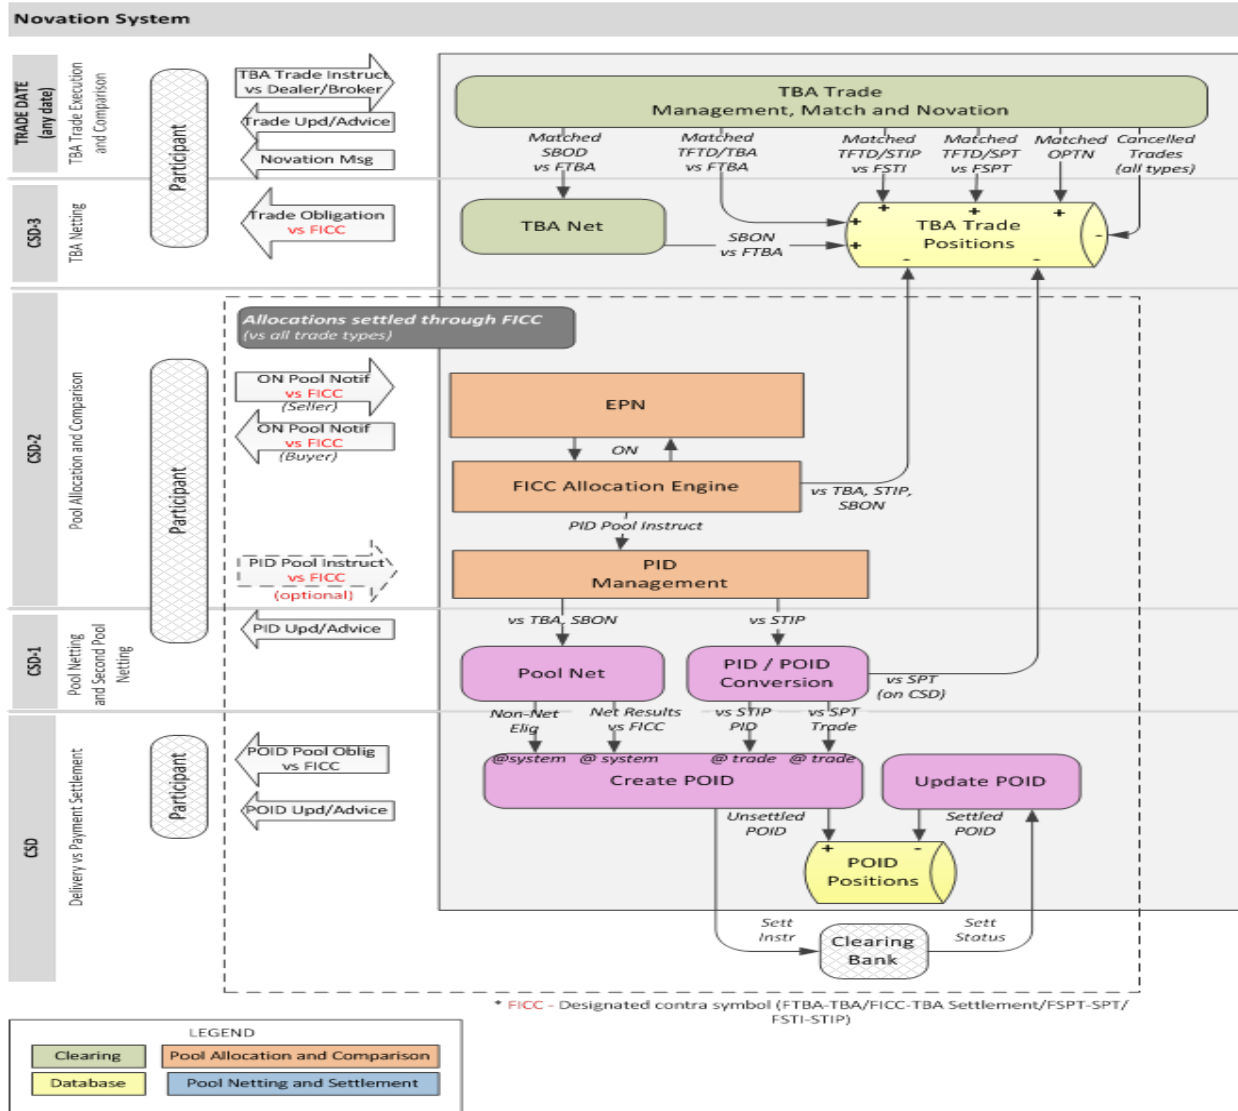 Novation System
TRADE DATE
(any date)
TBA Trade Execution
and Comparison
Participant
TBA Trade Instruct
vs Dealer/Broker
Trade Upd/Advice
Novation Msg
TBA Trade
Management, Match and Novation
Matched
SBOD
vs FTBA
Matched
TFTD/TBA
vs FTBA
Matched
TFTD/STIP
vs FSTI
Matched
TFTD/SPT
vs FSPT
Matched
OPTN
Cancelled
Trades
(all types)
CSD-3
TBA Netting
Trade Obligation
vs FICC
TBA Net
SBON
vs FTBA
+
+
+
+
+
TBA Trade
Positions
-
-
-
CSD-2
Pool Allocation and Comparison
Allocations settled through FICC
(vs all trade types)
Participant
ON Pool Notif
vs FICC
(Seller)
ON Pool Notif
vs FICC
(Buyer)
EPN
ON
FICC Allocation Engine
vs TBA, STIP,
SBON
PID Pool Instruct
PID Pool Instruct
vs FICC
(optional)
PID
Management
CSD-1
Pool Netting
and Second Pool
Netting
PID Upd/Advice
vs TBA, SBON
vs STIP
Pool Net
PID / POID
Conversion
vs SPT
(on CSD)
Non-Net
Elig
Net Results
vs FICC
vs STIP
PID
vs SPT
Trade
CSD
Delivery vs Payment Settlement
Participant
POID Pool Oblig
vs FICC
POID Upd/Advice
@system
@ system
@ trade
@ trade
Create POID
Update POID
Unsettled
POID
Settled
POID
+
-
POID
Positions
Sett
Instr
Clearing
Bank
Sett
Status
* FICC - Designated contra symbol (FTBA-TBA/FICC-TBA Settlement/FSPT-SPT/
FSTI-STIP)
LEGEND
Clearing
Pool Allocation and Comparison
Database
Pool Netting and Settlement